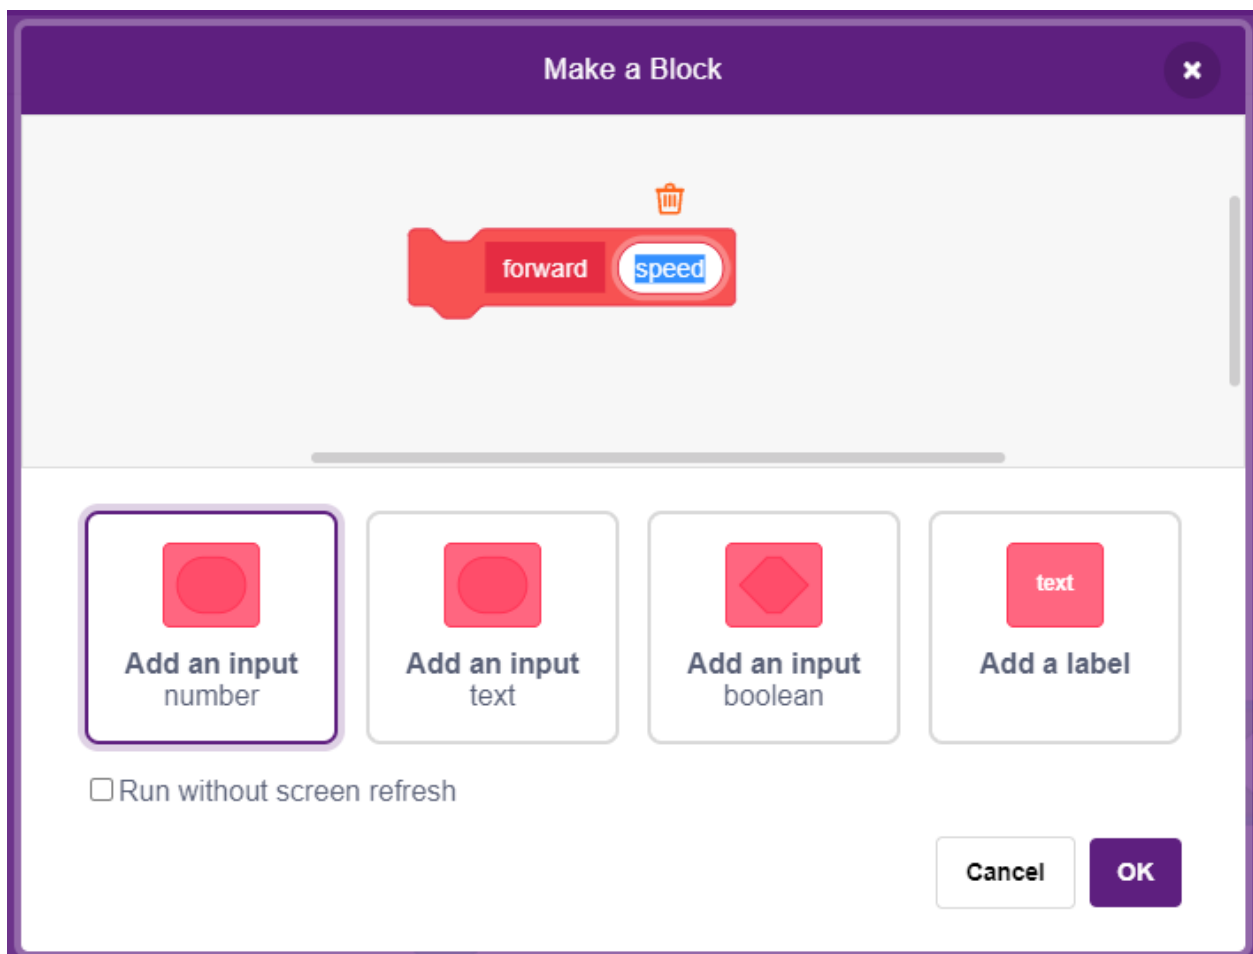 Make a Block
forward speed
text
Add an input
number
Add an input
text
Add an input
boolean
Add a label
Run without screen refresh
Cancel
OK